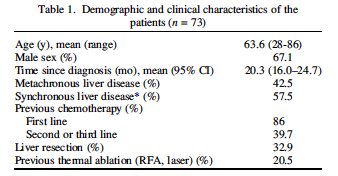 Table 1. Demographic and clinical characteristics of the
patients (n = 73)
Age (y), mean (range) 63.6 (28-86)
Male sex (%) 67.1
Time since diagnosis (mo), mean (95% CI) 20.3 (16.0–24.7)
Metachronous liver disease (%) 42.5
Synchronous liver disease* (%) 57.5
Previous chemotherapy (%)
First line 86
Second or third line 39.7
Liver resection (%) 32.9
Previous thermal ablation (RFA, laser) (%) 20.5